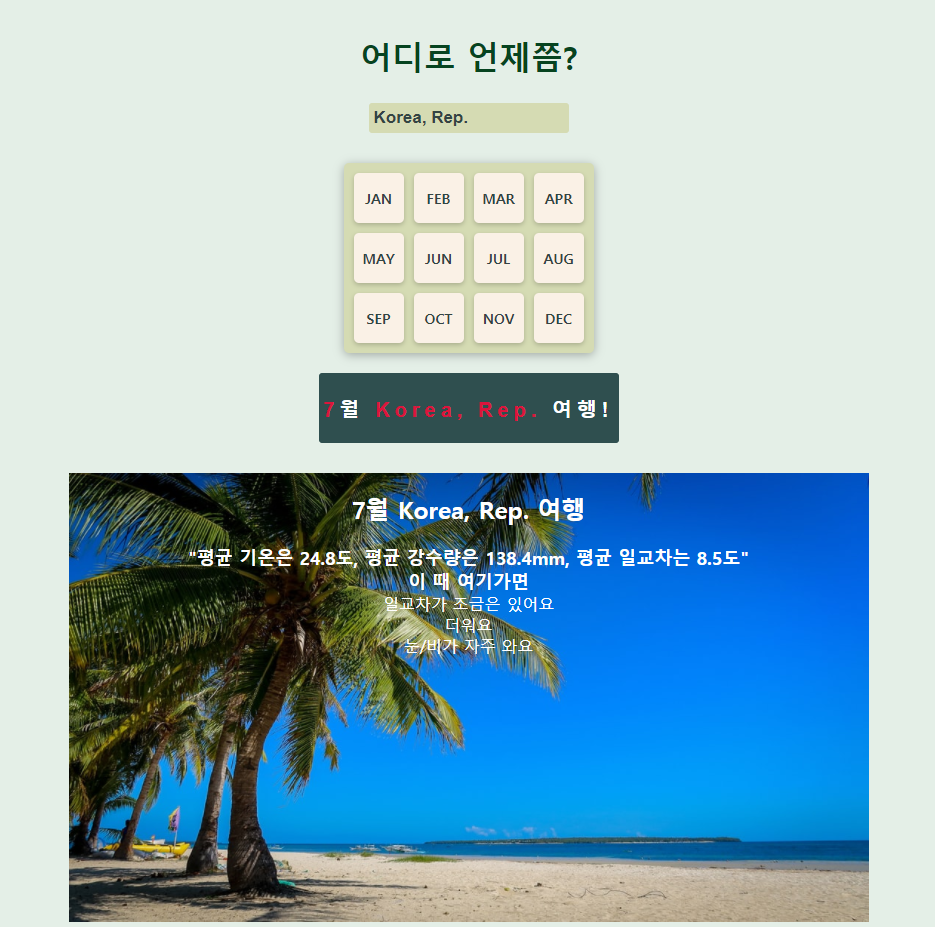 어디로 언제쯤?
Korea, Rep.
JAN FEB MAR APR
MAY JUN JUL AUG
SEP OCT NOV DEC
7월 Korea, Rep. 여행!
7월 Korea, Rep. 여행
"평균 기온은 24.8도, 평균 강수량은 138.4mm, 평균 일교차는 8.5도"
이 때 여기가면
일교차가 조금은 있어요
더워요
눈/비가 자주 와요